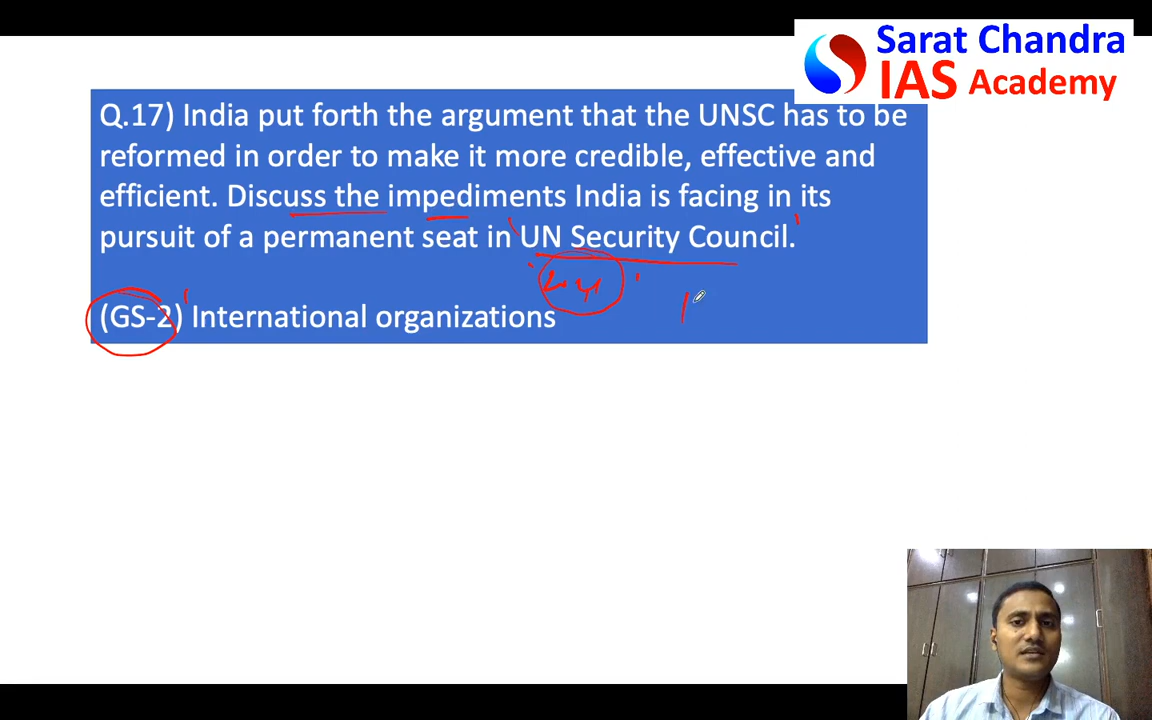 Sarat Chandra
IAS Academy
Q.17) India put forth the argument that the UNSC has to be
reformed in order to make it more credible, effective and
efficient. Discuss the impediments India is facing in its
pursuit of a permanent seat in UN Security Council.
(GS-2) International organizations